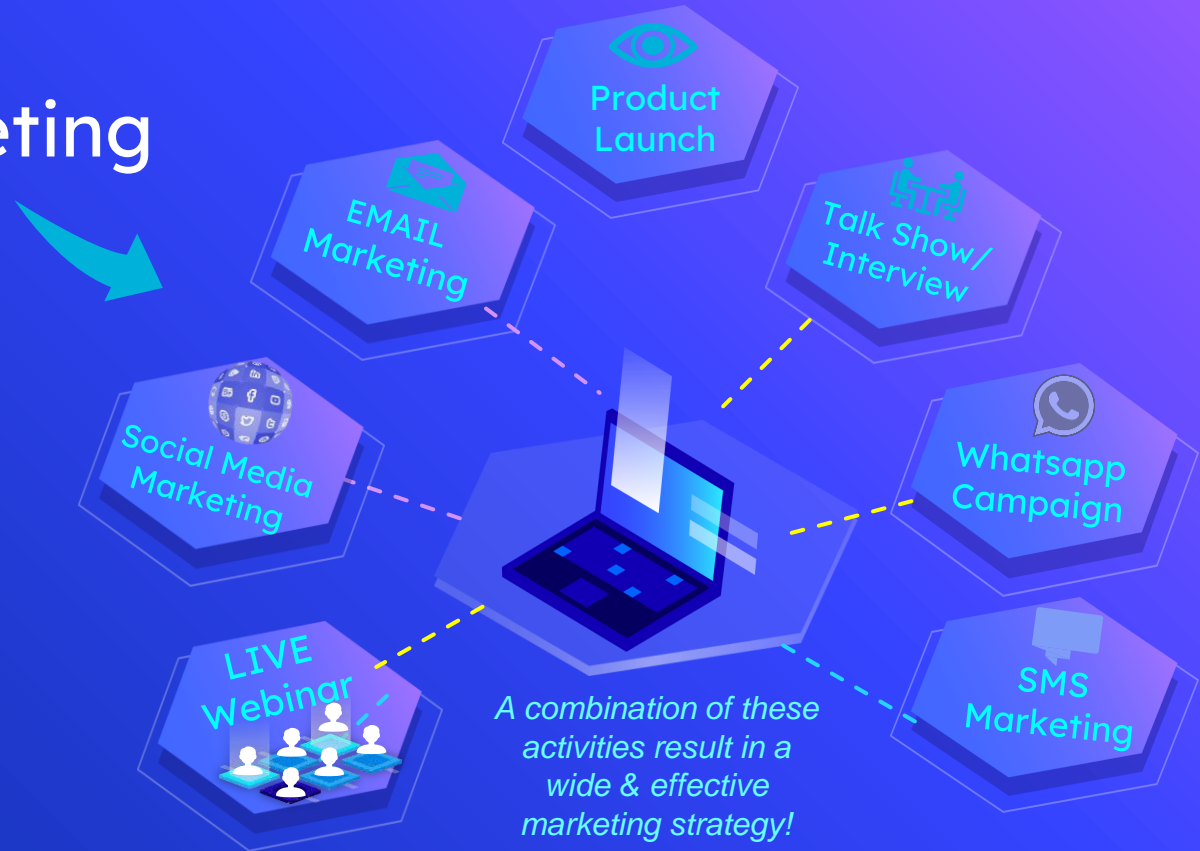 eting
Product
Launch
EMAIL
Marketing
Talk Show/
Interview
Social Media
Marketing
Whatsapp
Campaign
LIVE
Webinar
SMS
Marketing
A combination of these
activities result in a
wide & effective
marketing strategy!